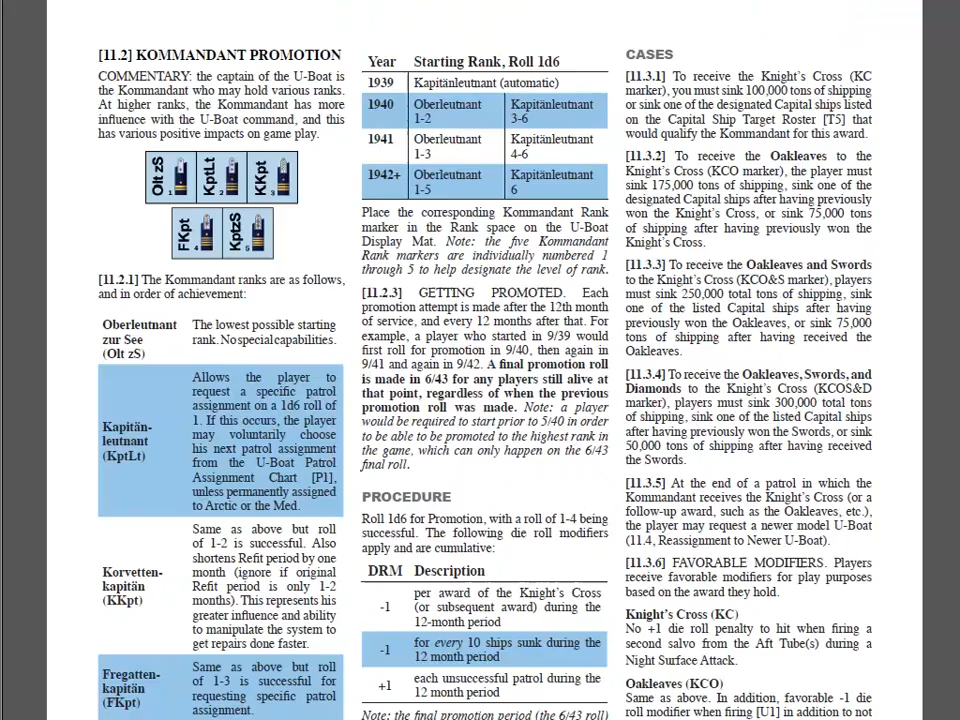 [11.2] KOMMANDANT PROMOTION
COMMENTARY: the captain of the U-Boat is
the Kommandant who may hold various ranks.
At higher ranks, the Kommandant has more
influence with the U-Boat command, and this
has various positive impacts on game play.
Olt zS 1
KptLt 2
KKpt 3
FKpt 4
KptzS 5
[11.2.1] The Kommandant ranks are as follows,
and in order of achievement:
Oberleutnant
zur See
(Olt zS)
The lowest possible starting
rank. No special capabilities.
Kapitän-
leutnant
(KptLt)
Allows the player to
request a specific patrol
assignment on a 1d6 roll of
1. If this occurs, the player
may voluntarily choose
his next patrol assignment
from the U-Boat Patrol
Assignment Chart [P1],
unless permanently assigned
to Arctic or the Med.
Korvetten-
kapitän
(KKpt)
Same as above but roll
of 1-2 is successful. Also
shortens Refit period by one
month (ignore if original
Refit period is only 1-2
months). This represents his
greater influence and ability
to manipulate the system to
get repairs done faster.
Fregatten-
kapitän
(FKpt)
Same as above but roll
of 1-3 is successful for
requesting specific patrol
assignment.
Year Starting Rank, Roll 1d6
1939 Kapitänleutnant (automatic)
1940 Oberleutnant Kapitänleutnant
1-2 3-6
1941 Oberleutnant Kapitänleutnant
1-3 4-6
1942+ Oberleutnant Kapitänleutnant
1-5 6
Place the corresponding Kommandant Rank
marker in the Rank space on the U-Boat
Display Mat. Note: the five Kommandant
Rank markers are individually numbered 1
through 5 to help designate the level of rank.
[11.2.3] GETTING PROMOTED. Each
promotion attempt is made after the 12th month
of service, and every 12 months after that. For
example, a player who started in 9/39 would
first roll for promotion in 9/40, then again in
9/41 and again in 9/42. A final promotion roll
is made in 6/43 for any players still alive at
that point, regardless of when the previous
promotion roll was made. Note: a player
would be required to start prior to 5/40 in order
to be able to be promoted to the highest rank in
the game, which can only happen on the 6/43
final roll.
PROCEDURE
Roll 1d6 for Promotion, with a roll of 1-4 being
successful. The following die roll modifiers
apply and are cumulative:
DRM Description
-1 per award of the Knight's Cross
(or subsequent award) during the
12-month period
-1 for every 10 ships sunk during the
12 month period
+1 each unsuccessful patrol during the
12 month period
Note: the final promotion period (the 6/43 roll)
CASES
[11.3.1] To receive the Knight's Cross (KC
marker), you must sink 100,000 tons of shipping
or sink one of the designated Capital ships listed
on the Capital Ship Target Roster [T5] that
would qualify the Kommandant for this award.
[11.3.2] To receive the Oakleaves to the
Knight's Cross (KCO marker), the player must
sink 175,000 tons of shipping, sink one of the
designated Capital ships after having previously
won the Knight's Cross, or sink 75,000 tons
of shipping after having previously won the
Knight's Cross.
[11.3.3] To receive the Oakleaves and Swords
to the Knight's Cross (KCO&S marker), players
must sink 250,000 total tons of shipping, sink
one of the listed Capital ships after having
previously won the Oakleaves, or sink 75,000
tons of shipping after having received the
Oakleaves.
[11.3.4] To receive the Oakleaves, Swords, and
Diamonds to the Knight's Cross (KCOS&D
marker), players must sink 300,000 total tons
of shipping, sink one of the listed Capital ships
after having previously won the Swords, or sink
50,000 tons of shipping after having received
the Swords.
[11.3.5] At the end of a patrol in which the
Kommandant receives the Knight's Cross (or a
follow-up award, such as the Oakleaves, etc.),
the player may request a newer model U-Boat
(11.4, Reassignment to Newer U-Boat).
[11.3.6] FAVORABLE MODIFIERS. Players
receive favorable modifiers for play purposes
based on the award they hold.
Knight's Cross (KC)
No +1 die roll penalty to hit when firing a
second salvo from the Aft Tube(s) during a
Night Surface Attack.
Oakleaves (KCO)
Same as above. In addition, favorable -1 die
roll modifier when firing [U1] in addition to not